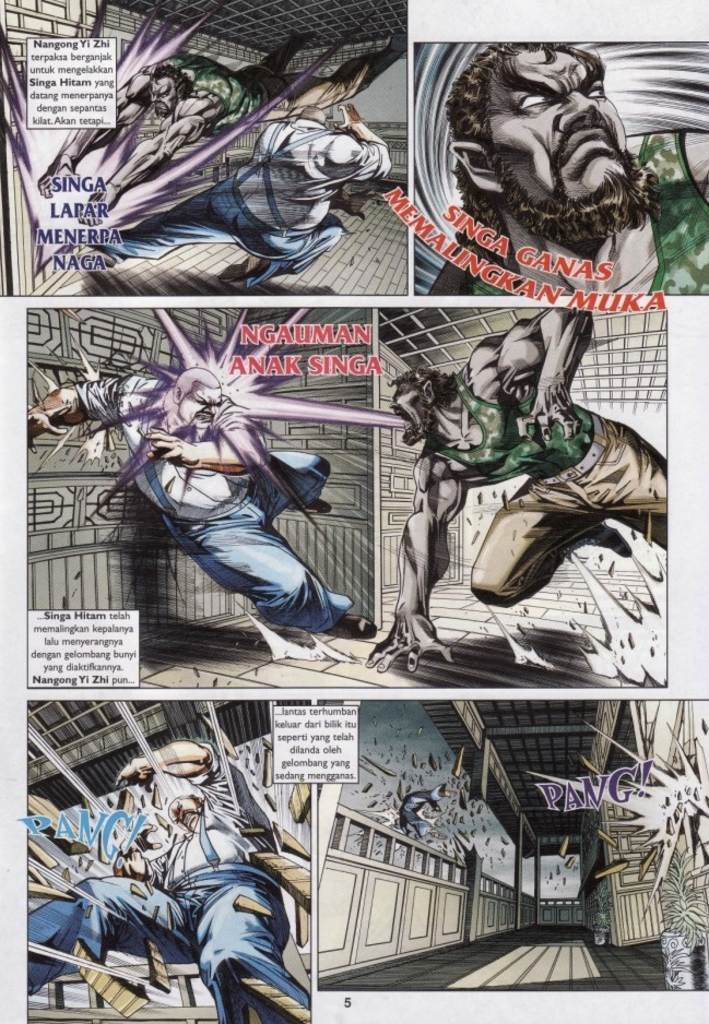 Nangong Yi Zhi
terpaksa berganjak
untuk mengelakkan
Singa Hitam yang
datang menerpanya
dengan sepantas
kilat. Akan tetapi...
SINGA
LAPAR
MENERPA
NAGA
SINGA GANAS
MEMALINGKAN MUKA
NGAUMAN
ANAK SINGA
...Singa Hitam telah
memalingkan kepalanya
lalu menyerangnya
dengan gelombang bunyi
yang diaktifkannya.
Nangong Yi Zhi pun...
...lantas terhumban
keluar dari bilik itu
seperti yang telah
dilanda oleh
gelombang yang
sedang mengganas.
PANG!
PANG!
5